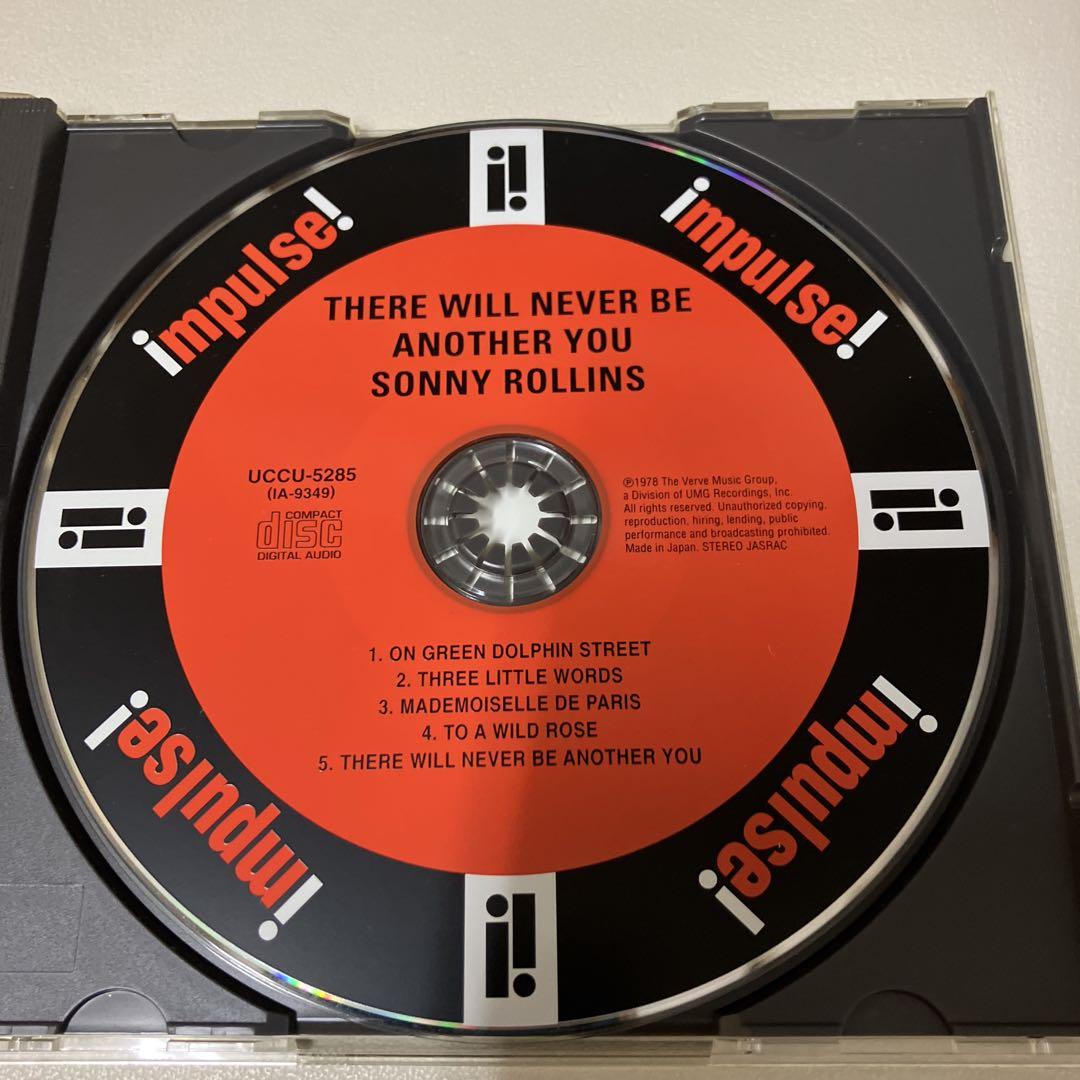 impulse!
impulse!
THERE WILL NEVER BE
ANOTHER YOU
SONNY ROLLINS
UCCU-5285
(IA-9349)
COMPACT
disc
DIGITAL AUDIO
℗1978 The Verve Music Group,
a Division of UMG Recordings, Inc.
All rights reserved. Unauthorized copying,
reproduction, hiring, lending, public
performance and broadcasting prohibited.
Made in Japan. STEREO JASRAC
1. ON GREEN DOLPHIN STREET
2. THREE LITTLE WORDS
3. MADEMOISELLE DE PARIS
4. TO A WILD ROSE
5. THERE WILL NEVER BE ANOTHER YOU
impulse!
impulse!